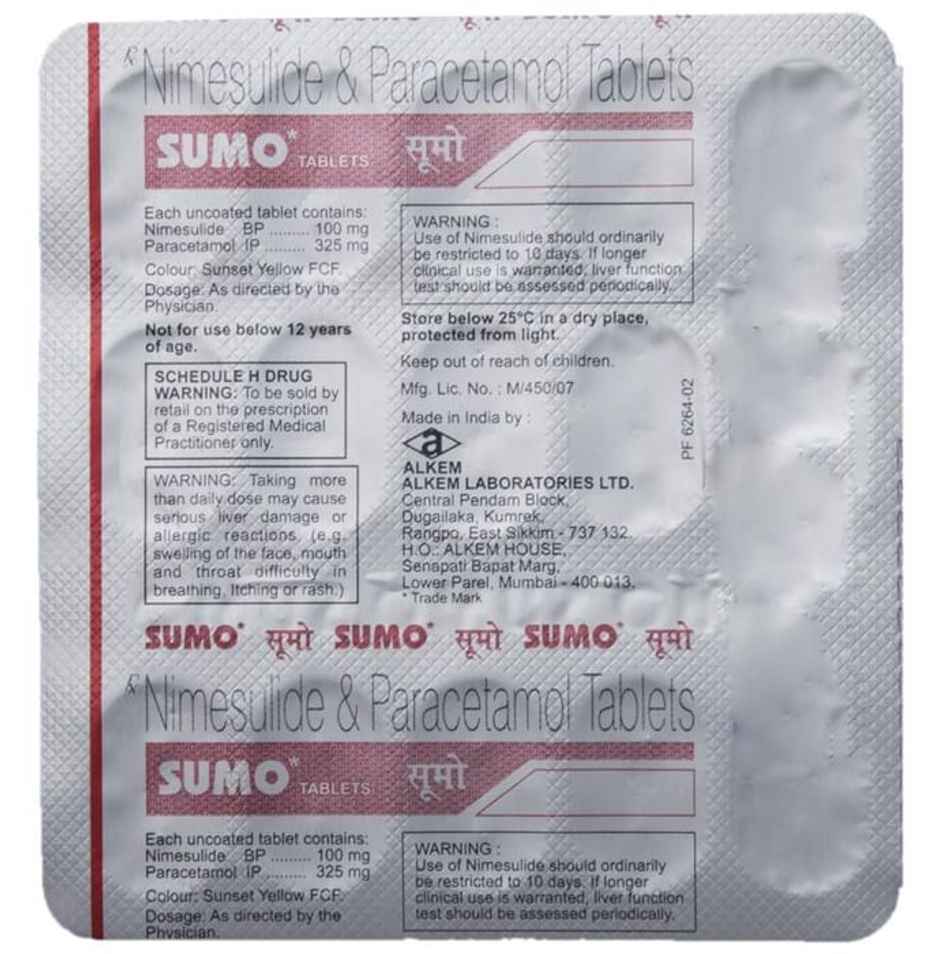 SUMO सूमो SUMO सूमो
Rx Nimesulide & Paracetamol Tablets
SUMO* TABLETS सूमो
Each uncoated tablet contains:
Nimesulide BP ......... 100 mg
Paracetamol IP ......... 325 mg
Colour: Sunset Yellow FCF.
Dosage: As directed by the
Physician.
Not for use below 12 years
of age.
SCHEDULE H DRUG
WARNING: To be sold by
retail on the prescription
of a Registered Medical
Practitioner only.
WARNING: Taking more
than daily dose may cause
serious liver damage or
allergic reactions, (e.g.
swelling of the face, mouth
and throat difficulty in
breathing, Itching or rash.)
WARNING :
Use of Nimesulide should ordinarily
be restricted to 10 days. If longer
clinical use is warranted, liver function
test should be assessed periodically.
Store below 25°C in a dry place,
protected from light.
Keep out of reach of children.
Mfg. Lic. No. : M/450/07
Made in India by :
a
ALKEM
ALKEM LABORATORIES LTD.
Central Pendam Block,
Dugailaka, Kumrek,
Rangpo, East Sikkim - 737 132.
H.O.: ALKEM HOUSE,
Senapati Bapat Marg,
Lower Parel, Mumbai - 400 013.
* Trade Mark
PF 6264-02
SUMO* सूमो SUMO* सूमो SUMO* सूमो
Rx Nimesulide & Paracetamol Tablets
SUMO* TABLETS सूमो
Each uncoated tablet contains:
Nimesulide BP ......... 100 mg
Paracetamol IP ......... 325 mg
Colour: Sunset Yellow FCF.
Dosage: As directed by the
Physician.
WARNING :
Use of Nimesulide should ordinarily
be restricted to 10 days. If longer
clinical use is warranted, liver function
test should be assessed periodically.